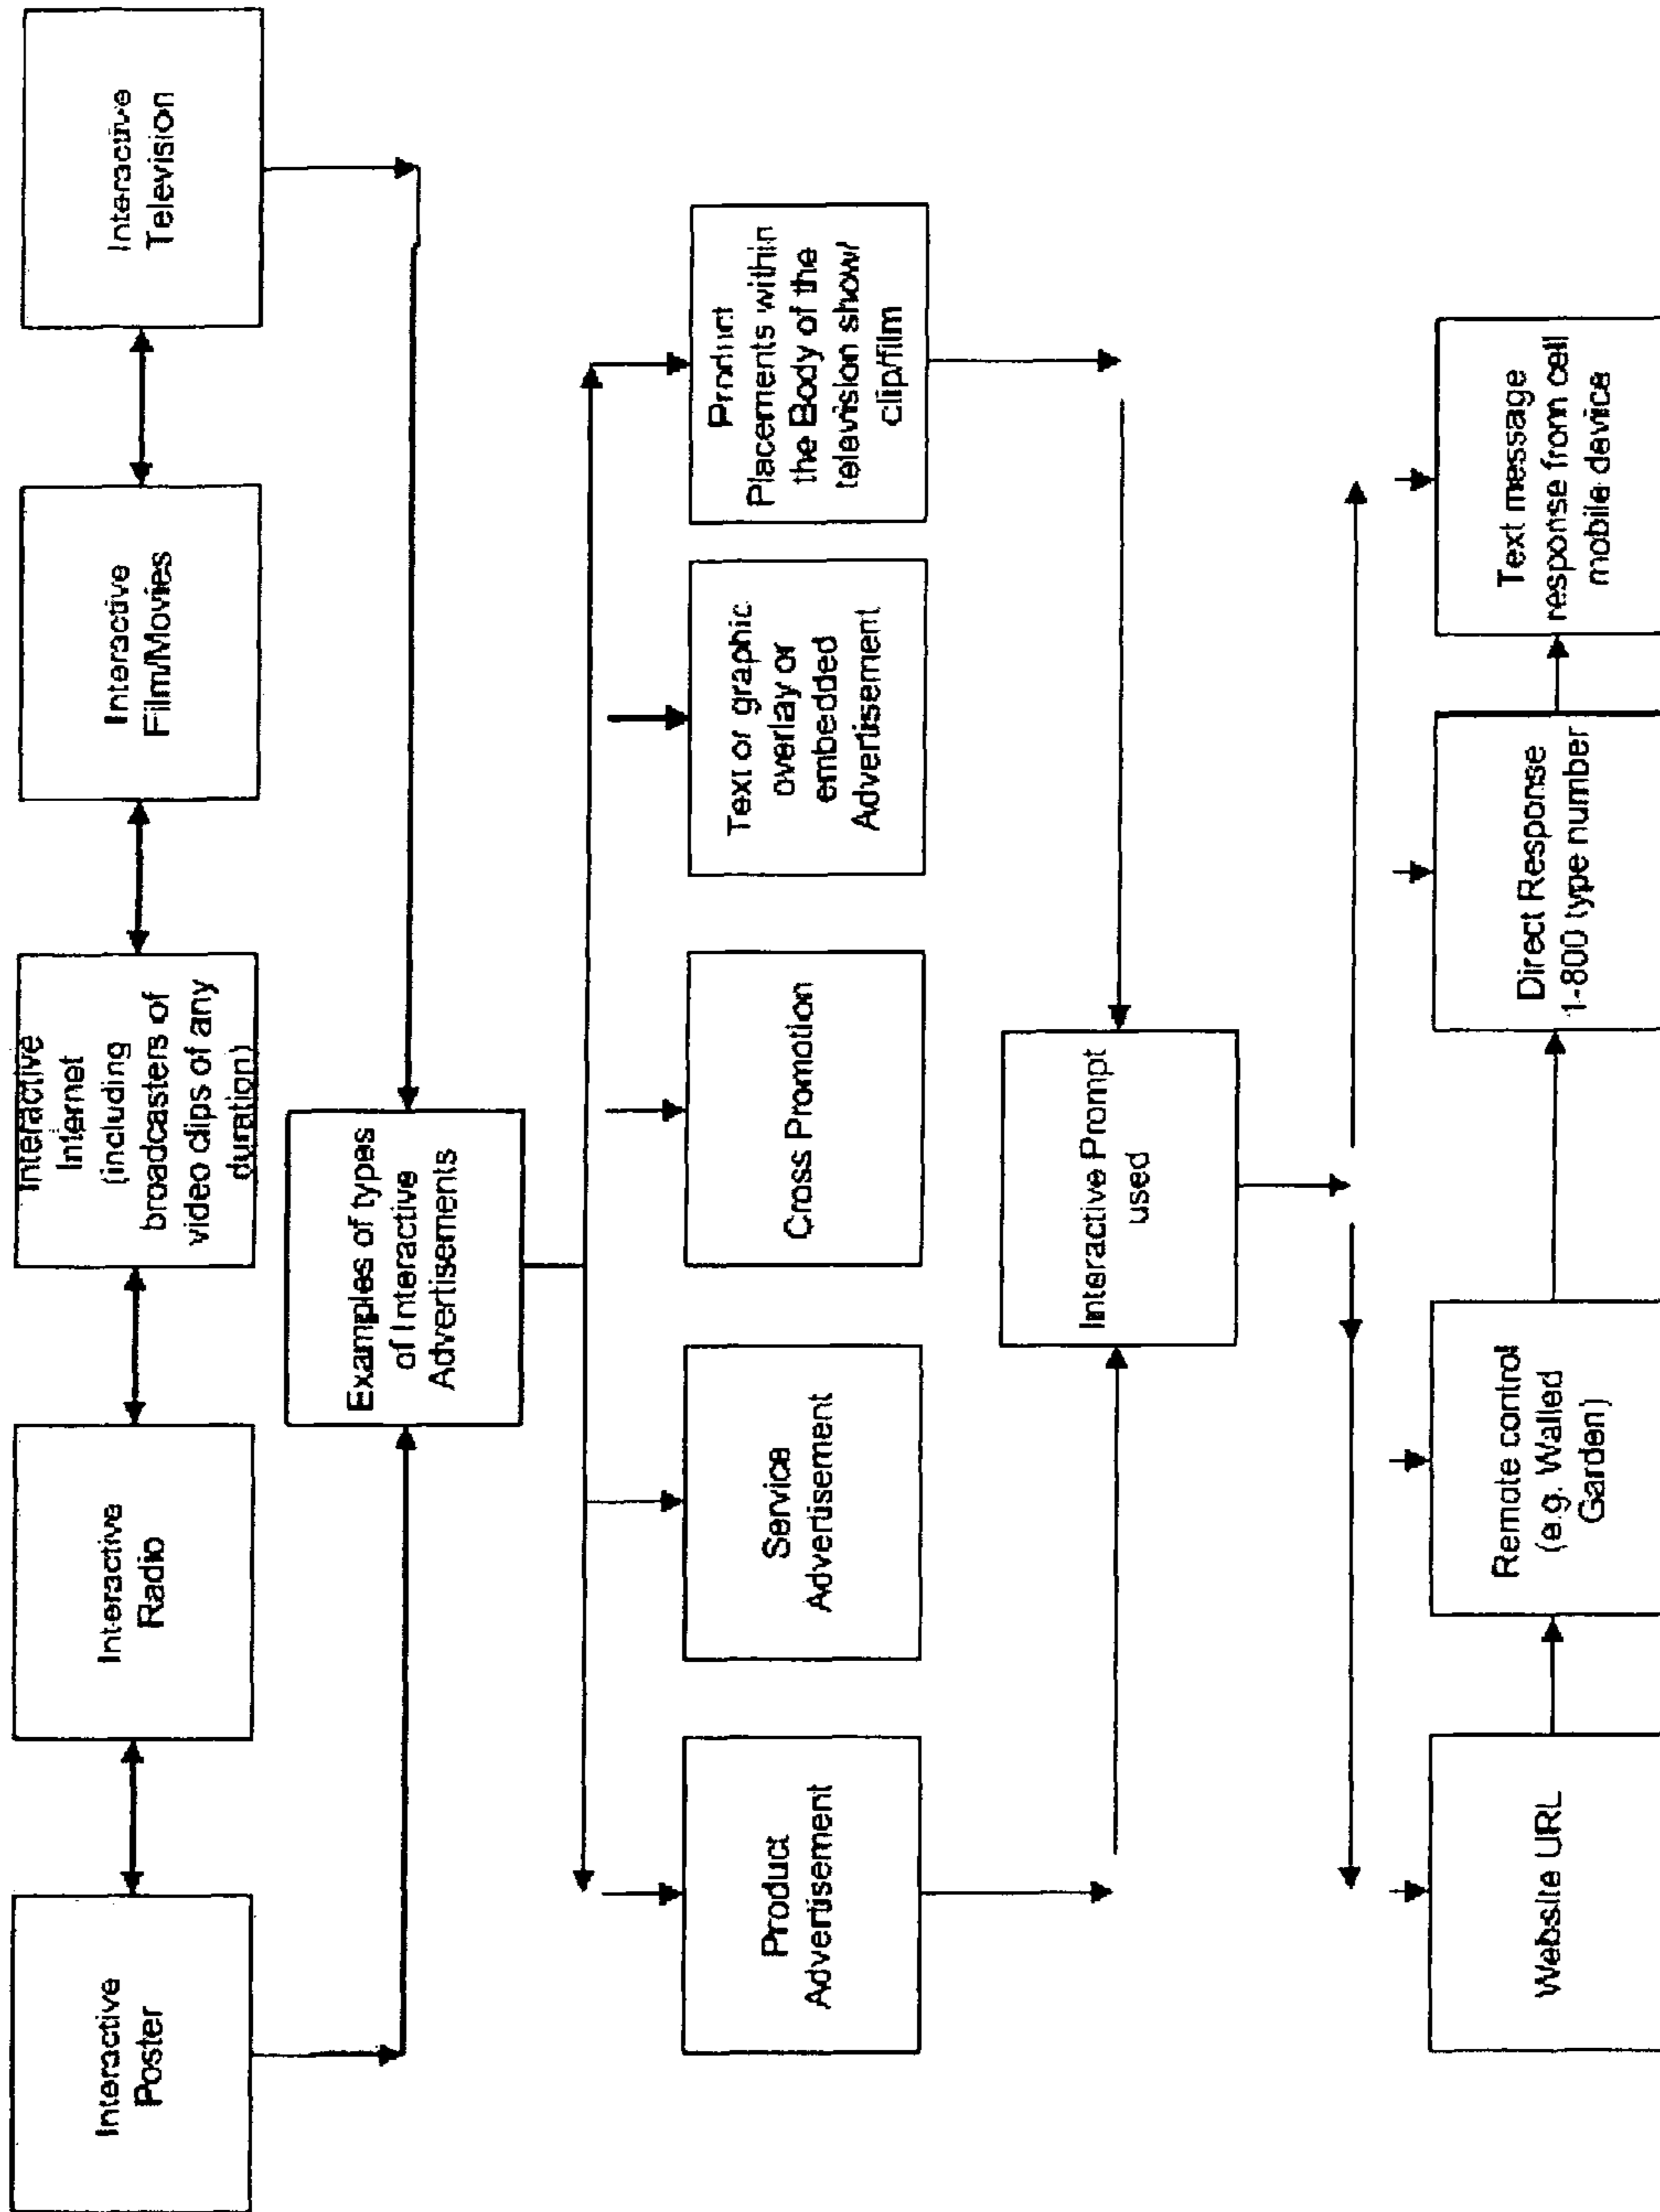 Interactive
Poster
Interactive
Radio
Interactive
Internet
(including
broadcasters of
video clips of any
duration)
Interactive
Film/Movies
Interactive
Television
Examples of types
of Interactive
Advertisements
Product
Advertisement
Service
Advertisement
Cross Promotion
Text or graphic
overlay or
embedded
Advertisement
Product
Placements within
the Body of the
television show/
clip/film
Interactive Prompt
used
Website URL
Remote control
(e.g. Walled
Garden)
Direct Response
1-800 type number
Text message
response from cell
mobile device